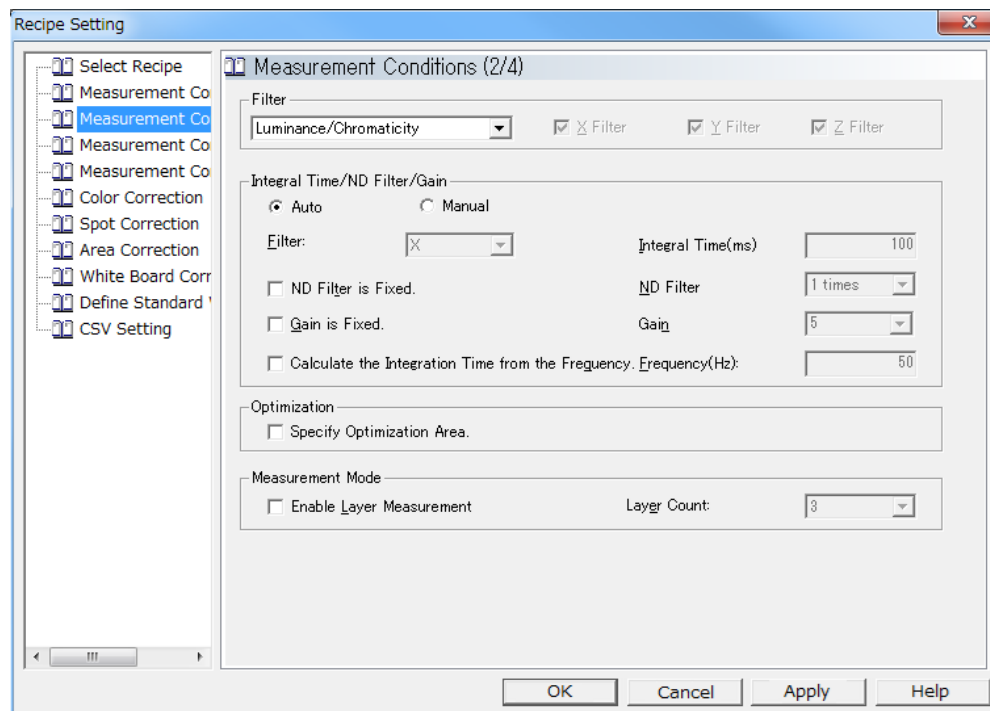 Recipe Setting
Select Recipe
Measurement Co
Measurement Co
Measurement Co
Measurement Co
Color Correction
Spot Correction
Area Correction
White Board Corr
Define Standard
CSV Setting
Measurement Conditions (2/4)
Filter
Luminance/Chromaticity X Filter Y Filter Z Filter
Integral Time/ND Filter/Gain
Auto Manual
Filter: X Integral Time(ms) 100
ND Filter is Fixed. ND Filter 1 times
Gain is Fixed. Gain 5
Calculate the Integration Time from the Frequency. Frequency(Hz): 50
Optimization
Specify Optimization Area.
Measurement Mode
Enable Layer Measurement Layer Count: 3
OK Cancel Apply Help